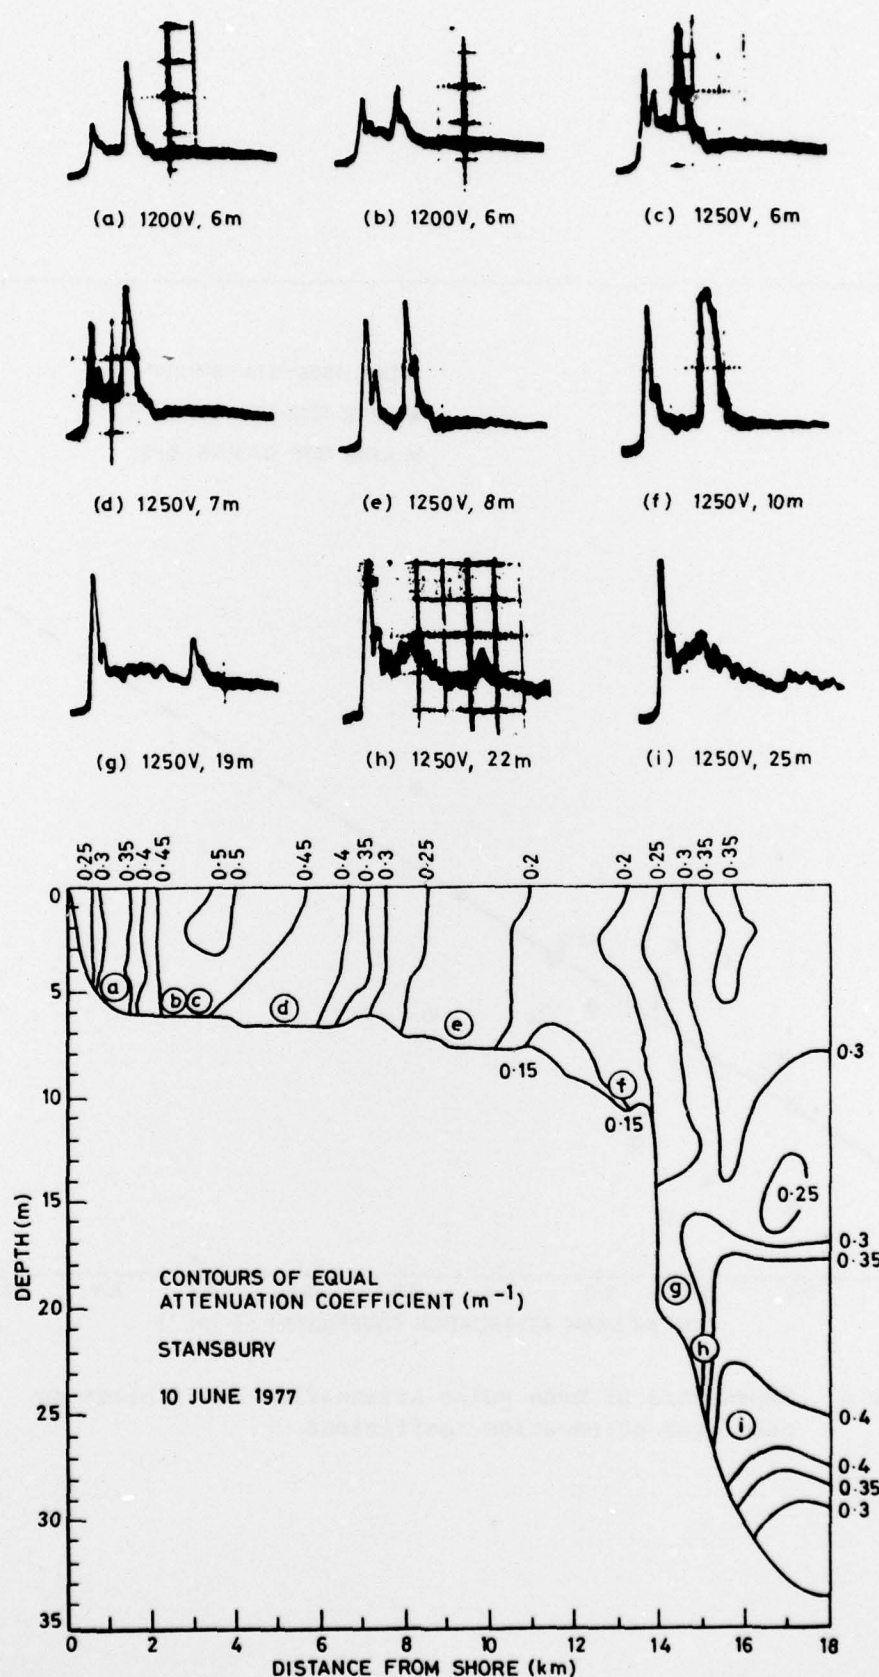 (a) 1200V, 6m
(b) 1200V, 6m
(c) 1250V, 6m
(d) 1250V, 7m
(e) 1250V, 8m
(f) 1250V, 10m
(g) 1250V, 19m
(h) 1250V, 22m
(i) 1250V, 25m
0·25 0·3 0·35 0·4 0·45 0·5 0·5 0·45 0·4 0·35 0·3 0·25 0·2 0·2 0·25 0·3 0·35 0·35
0
5
10
15
20
25
30
35
DEPTH (m)
a b c d e f g h i
0·15
0·15
0·3
0·25
0·3
0·35
0·4
0·4
0·35
0·3
CONTOURS OF EQUAL
ATTENUATION COEFFICIENT (m⁻¹)
STANSBURY
10 JUNE 1977
0 2 4 6 8 10 12 14 16 18
DISTANCE FROM SHORE (km)